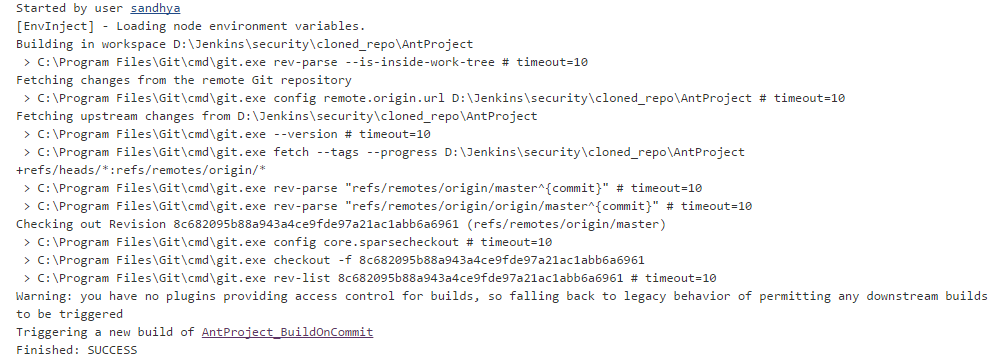 Started by user sandhya
[EnvInject] - Loading node environment variables.
Building in workspace D:\Jenkins\security\cloned_repo\AntProject
 > C:\Program Files\Git\cmd\git.exe rev-parse --is-inside-work-tree # timeout=10
Fetching changes from the remote Git repository
 > C:\Program Files\Git\cmd\git.exe config remote.origin.url D:\Jenkins\security\cloned_repo\AntProject # timeout=10
Fetching upstream changes from D:\Jenkins\security\cloned_repo\AntProject
 > C:\Program Files\Git\cmd\git.exe --version # timeout=10
 > C:\Program Files\Git\cmd\git.exe fetch --tags --progress D:\Jenkins\security\cloned_repo\AntProject
+refs/heads/*:refs/remotes/origin/*
 > C:\Program Files\Git\cmd\git.exe rev-parse "refs/remotes/origin/master^{commit}" # timeout=10
 > C:\Program Files\Git\cmd\git.exe rev-parse "refs/remotes/origin/origin/master^{commit}" # timeout=10
Checking out Revision 8c682095b88a943a4ce9fde97a21ac1abb6a6961 (refs/remotes/origin/master)
 > C:\Program Files\Git\cmd\git.exe config core.sparsecheckout # timeout=10
 > C:\Program Files\Git\cmd\git.exe checkout -f 8c682095b88a943a4ce9fde97a21ac1abb6a6961
 > C:\Program Files\Git\cmd\git.exe rev-list 8c682095b88a943a4ce9fde97a21ac1abb6a6961 # timeout=10
Warning: you have no plugins providing access control for builds, so falling back to legacy behavior of permitting any downstream builds
to be triggered
Triggering a new build of AntProject_BuildOnCommit
Finished: SUCCESS